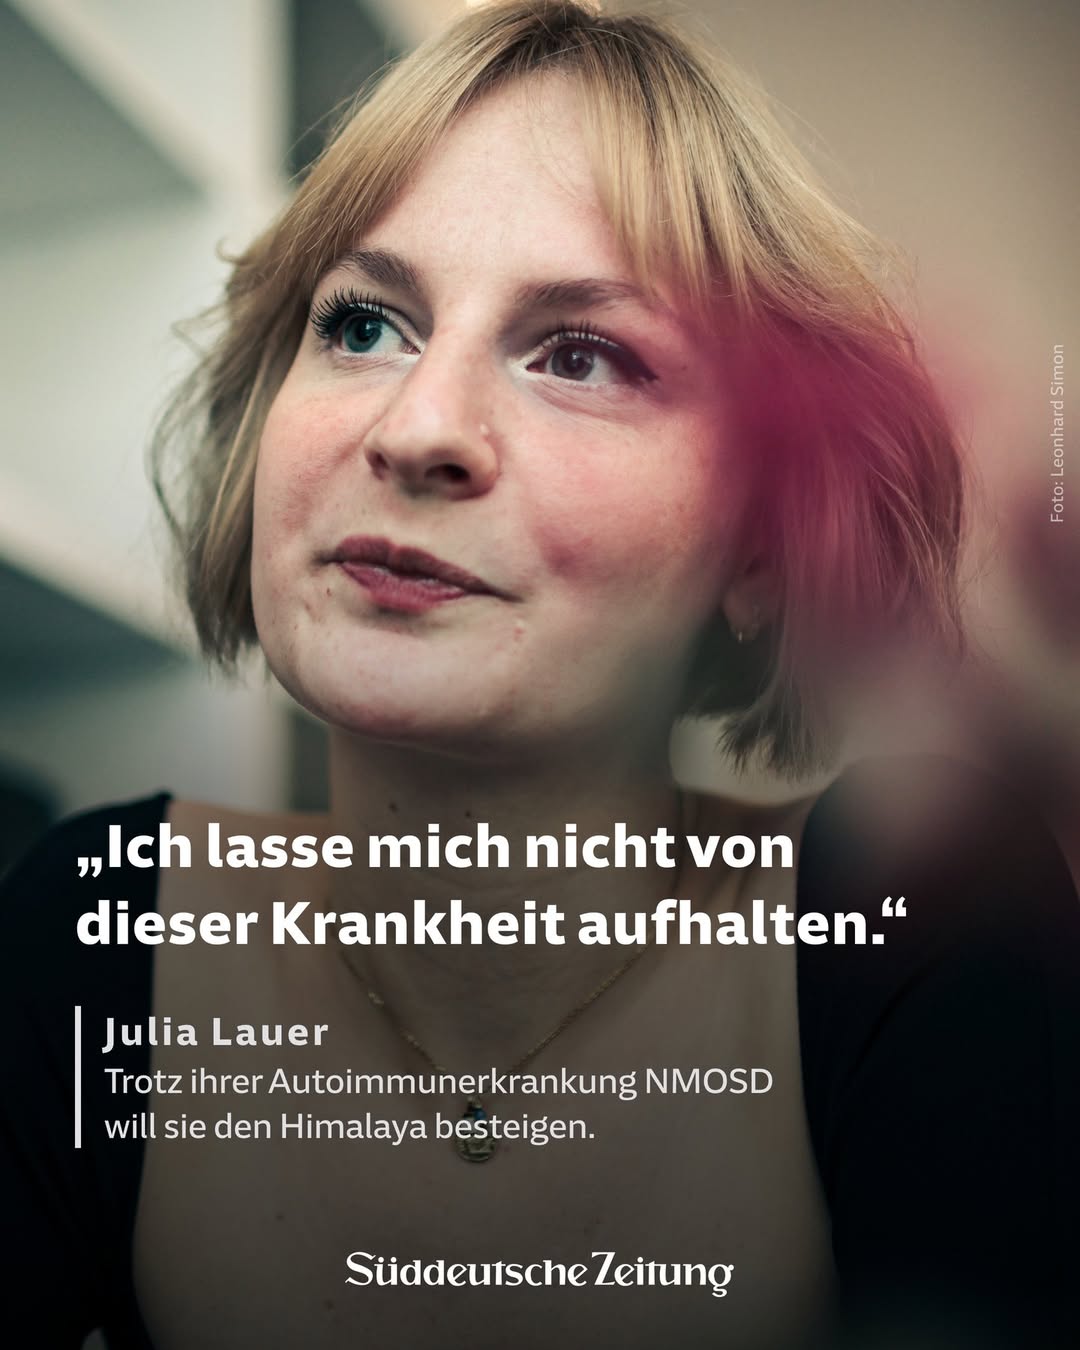 „Ich lasse mich nicht von
dieser Krankheit aufhalten.“
Julia Lauer
Trotz ihrer Autoimmunerkrankung NMOSD
will sie den Himalaya besteigen.
Süddeutsche Zeitung
Foto: Leonhard Simon